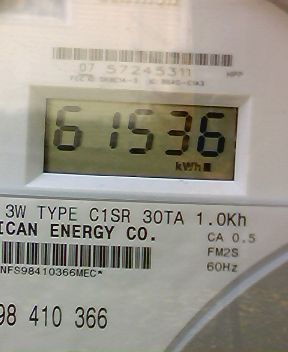 07 57245311
HPP
61536
kWh
3W TYPE C1SR 30TA 1.0Kh
ICAN ENERGY CO.
CA 0.5
FM2S
60Hz
NFS98410366MEC*
98 410 366